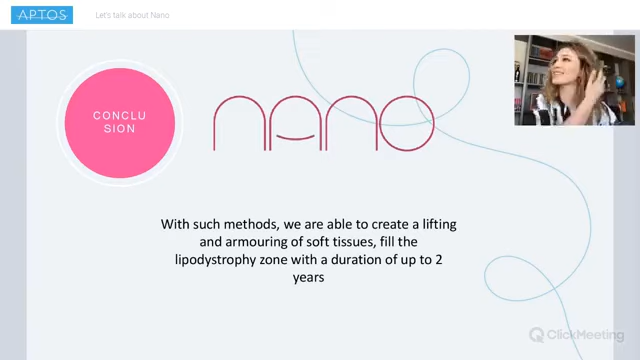 APTOS
Let's talk about Nano
CONCLU
SION
nano
With such methods, we are able to create a lifting
and armouring of soft tissues, fill the
lipodystrophy zone with a duration of up to 2
years
ClickMeeting